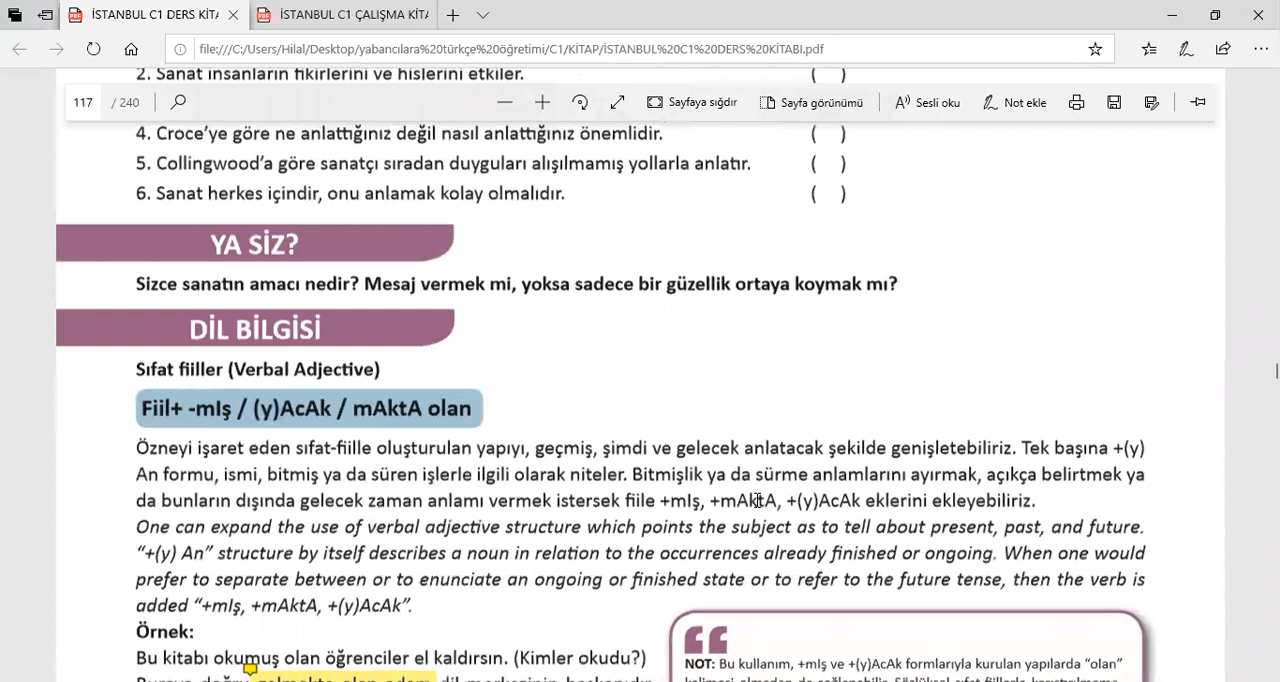 İSTANBUL C1 DERS KİTA
İSTANBUL C1 ÇALIŞMA KİTA
file:///C:/Users/Hilal/Desktop/yabancılara%20türkçe%20öğretimi/C1/KİTAP/İSTANBUL%20C1%20DERS%20KİTABI.pdf
2. Sanat insanların fikirlerini ve hislerini etkiler. ( )
117 / 240 Sayfaya sığdır Sayfa görünümü Sesli oku Not ekle
4. Croce'ye göre ne anlattığınız değil nasıl anlattığınız önemlidir. ( )
5. Collingwood'a göre sanatçı sıradan duyguları alışılmamış yollarla anlatır. ( )
6. Sanat herkes içindir, onu anlamak kolay olmalıdır. ( )
YA SİZ?
Sizce sanatın amacı nedir? Mesaj vermek mi, yoksa sadece bir güzellik ortaya koymak mı?
DİL BİLGİSİ
Sıfat fiiller (Verbal Adjective)
Fiil+ -mIş / (y)AcAk / mAktA olan
Özneyi işaret eden sıfat-fiille oluşturulan yapıyı, geçmiş, şimdi ve gelecek anlatacak şekilde genişletebiliriz. Tek başına +(y)
An formu, ismi, bitmiş ya da süren işlerle ilgili olarak niteler. Bitmişlik ya da sürme anlamlarını ayırmak, açıkça belirtmek ya
da bunların dışında gelecek zaman anlamı vermek istersek fiile +mIş, +mAktA, +(y)AcAk eklerini ekleyebiliriz.
One can expand the use of verbal adjective structure which points the subject as to tell about present, past, and future.
"+(y) An" structure by itself describes a noun in relation to the occurrences already finished or ongoing. When one would
prefer to separate between or to enunciate an ongoing or finished state or to refer to the future tense, then the verb is
added "+mIş, +mAktA, +(y)AcAk".
Örnek:
Bu kitabı okumuş olan öğrenciler el kaldırsın. (Kimler okudu?)
NOT: Bu kullanım, +mIş ve +(y)AcAk formlarıyla kurulan yapılarda "olan"